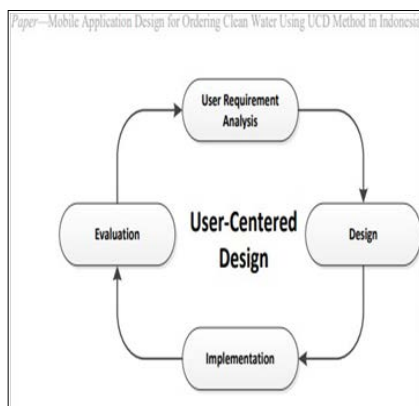 Paper—Mobile Application Design for Ordering Clean Water Using UCD Method in Indonesia
User Requirement
Analysis
Evaluation
User-Centered
Design
Design
Implementation